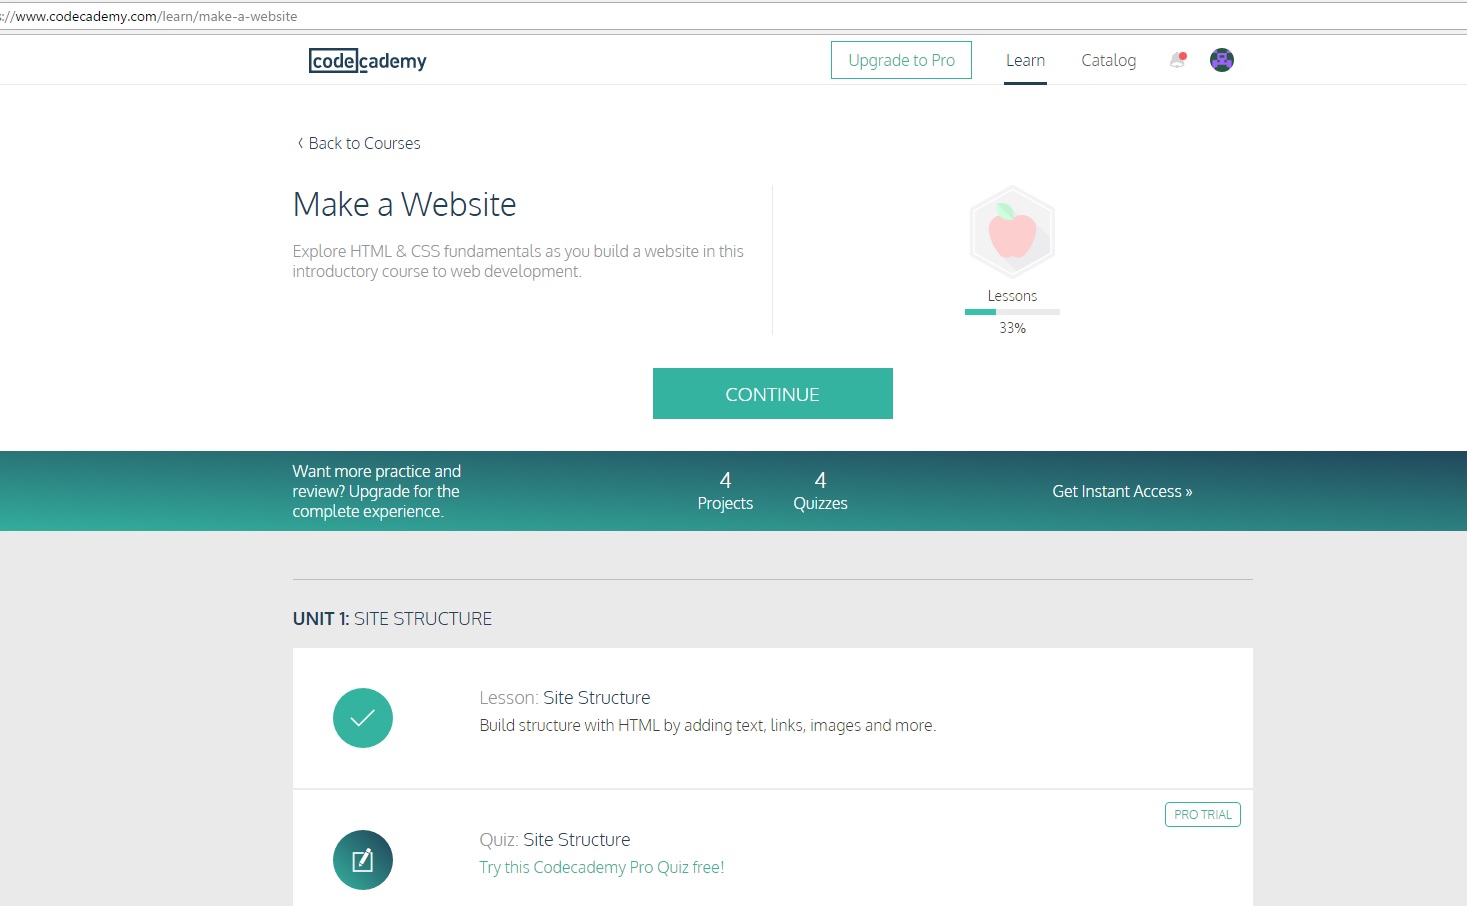 s://www.codecademy.com/learn/make-a-website
codecademy
Upgrade to Pro
Learn
Catalog
Back to Courses
Make a Website
Explore HTML & CSS fundamentals as you build a website in this
introductory course to web development.
Lessons
33%
CONTINUE
Want more practice and
review? Upgrade for the
complete experience.
4
Projects
4
Quizzes
Get Instant Access »
UNIT 1: SITE STRUCTURE
Lesson: Site Structure
Build structure with HTML by adding text, links, images and more.
PRO TRIAL
Quiz: Site Structure
Try this Codecademy Pro Quiz free!